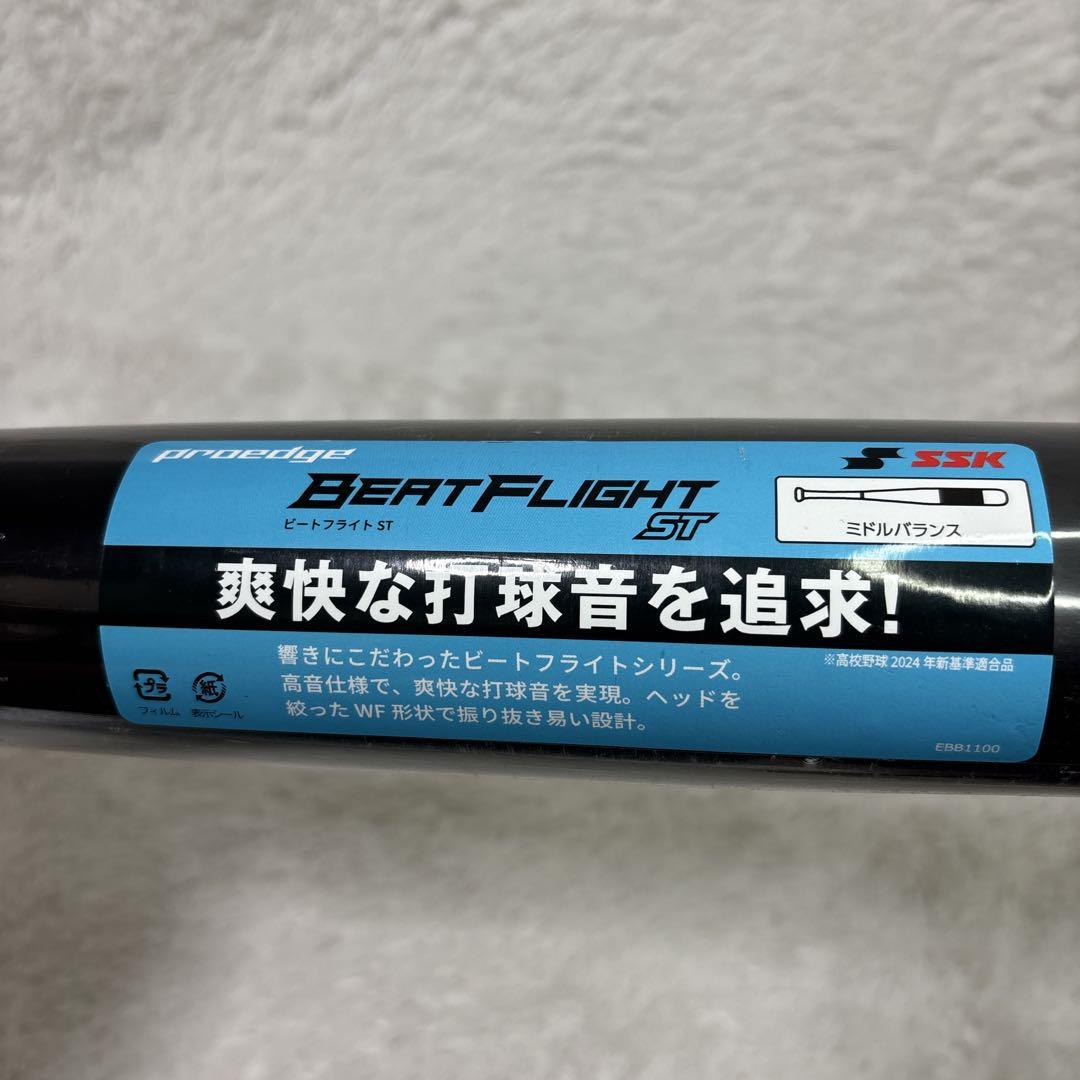 proedge
SSK
BEATFLIGHT
ST
ビートフライト ST
ミドルバランス
爽快な打球音を追求!
響きにこだわったビートフライトシリーズ。
高音仕様で、爽快な打球音を実現。ヘッドを
絞った WF 形状で振り抜き易い設計。
※高校野球 2024 年新基準適合品
プラ
紙
フィルム
表示シール
EBB1100